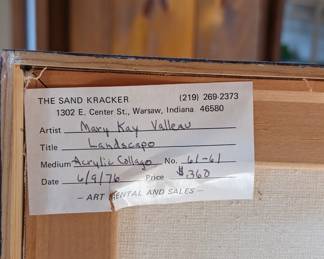 THE SAND KRACKER (219) 269-2373
1302 E. Center St., Warsaw, Indiana 46580
Artist Mary Kay Valleau
Title Landscape
Medium Acrylic Collage No. 61-61
Date 6/9/76 Price $360
- ART RENTAL AND SALES -